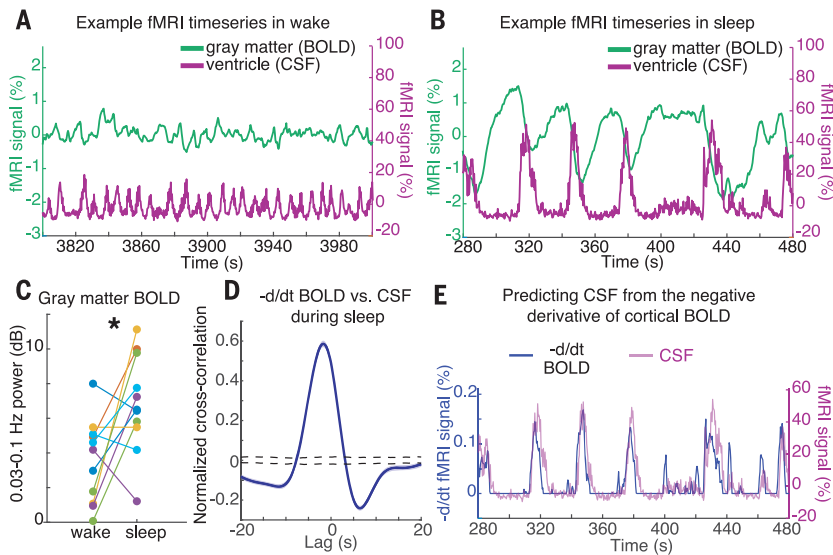 A
Example fMRI timeseries in wake
gray matter (BOLD)
ventricle (CSF)
fMRI signal (%)
2
1
0
-1
-2
-3
100
80
60
40
20
0
-20
fMRI signal (%)
3820
3860
3900
3940
3980
Time (s)
B
Example fMRI timeseries in sleep
gray matter (BOLD)
ventricle (CSF)
fMRI signal (%)
2
1
0
-1
-2
-3
100
80
60
40
20
0
-20
fMRI signal (%)
280
320
360
400
440
480
Time (s)
C
Gray matter BOLD
*
0.03-0.1 Hz power (dB)
10
0
wake
sleep
D
-d/dt BOLD vs. CSF
during sleep
Normalized cross-correlation
0.6
0.4
0.2
0
-0.2
-20
-10
0
10
20
Lag (s)
E
Predicting CSF from the negative
derivative of cortical BOLD
-d/dt
BOLD
CSF
-d/dt fMRI signal (%)
0.2
0.1
0
60
40
20
0
-20
fMRI signal (%)
280
320
360
400
440
480
Time (s)